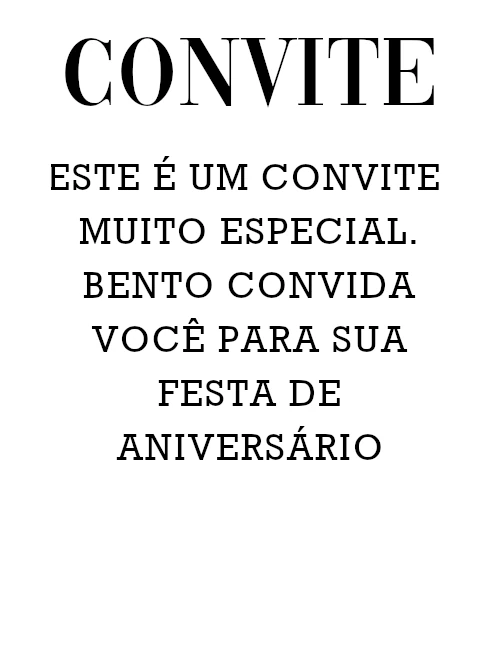 CONVITE
ESTE É UM CONVITE
MUITO ESPECIAL.
BENTO CONVIDA
VOCÊ PARA SUA
FESTA DE
ANIVERSÁRIO